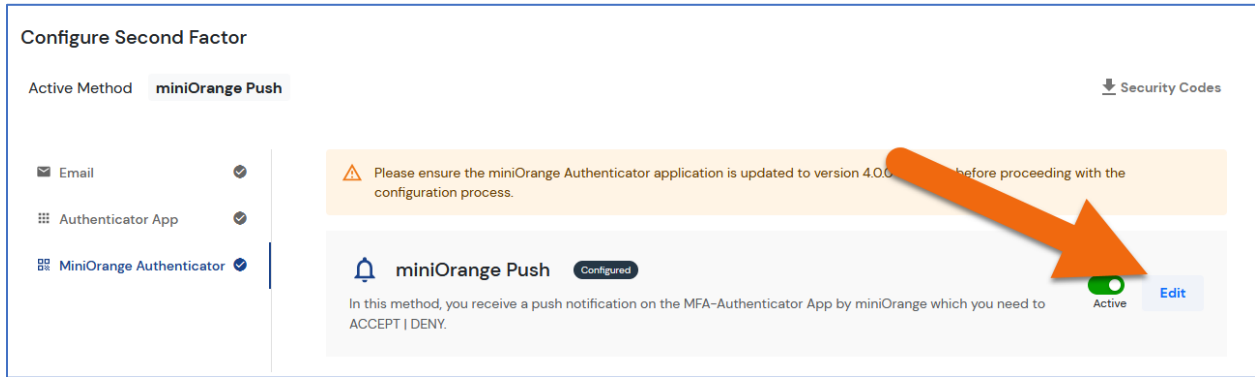 Configure Second Factor
Active Method miniOrange Push
Security Codes
Email
Authenticator App
MiniOrange Authenticator
Please ensure the miniOrange Authenticator application is updated to version 4.0.0 before proceeding with the
configuration process.
miniOrange Push Configured
In this method, you receive a push notification on the MFA-Authenticator App by miniOrange which you need to
ACCEPT | DENY.
Active
Edit